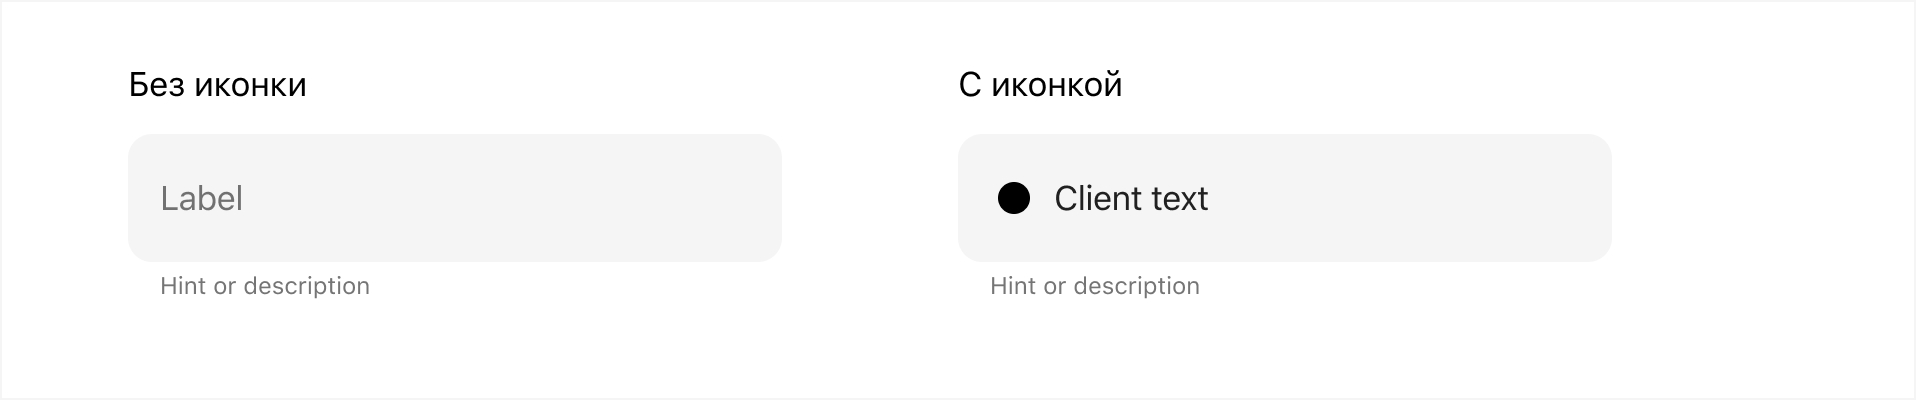 Без иконки
Label
Hint or description
С иконкой
Client text
Hint or description